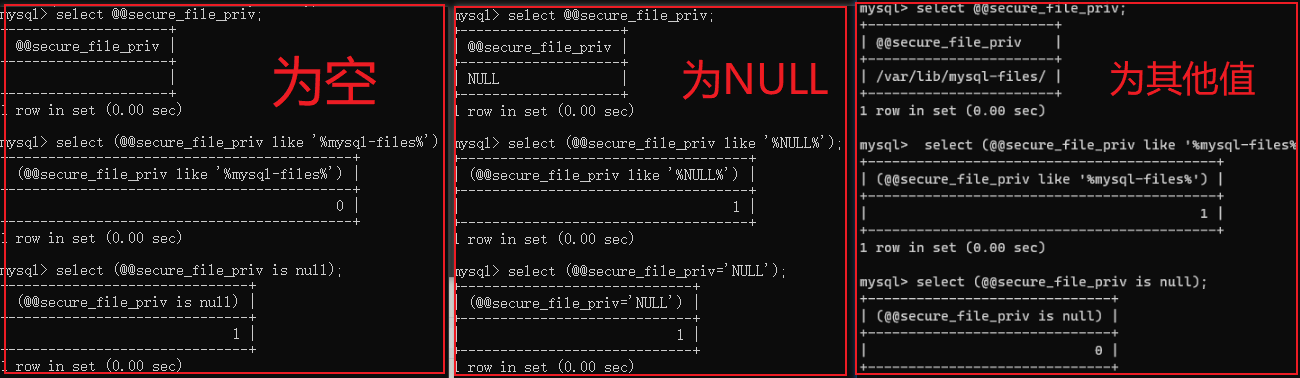 mysql> select @@secure_file_priv;
--------------------+
 @@secure_file_priv |
--------------------+
                    |
--------------------+
1 row in set (0.00 sec)
mysql> select (@@secure_file_priv like '%mysql-files%')
------------------------------------------+
 (@@secure_file_priv like '%mysql-files%') |
------------------------------------------+
                                        0 |
------------------------------------------+
1 row in set (0.00 sec)
mysql> select (@@secure_file_priv is null);
------------------------------+
 (@@secure_file_priv is null) |
------------------------------+
                            1 |
------------------------------+
1 row in set (0.00 sec)
为空
mysql> select @@secure_file_priv;
+--------------------+
| @@secure_file_priv |
+--------------------+
| NULL               |
+--------------------+
1 row in set (0.00 sec)
mysql> select (@@secure_file_priv like '%NULL%');
+------------------------------------+
| (@@secure_file_priv like '%NULL%') |
+------------------------------------+
|                                  1 |
+------------------------------------+
1 row in set (0.00 sec)
mysql> select (@@secure_file_priv='NULL');
+-----------------------------+
| (@@secure_file_priv='NULL') |
+-----------------------------+
|                           1 |
+-----------------------------+
1 row in set (0.00 sec)
为NULL
mysql> select @@secure_file_priv;
+-----------------------+
| @@secure_file_priv    |
+-----------------------+
| /var/lib/mysql-files/ |
+-----------------------+
1 row in set (0.00 sec)
mysql>  select (@@secure_file_priv like '%mysql-files%
+-------------------------------------------+
| (@@secure_file_priv like '%mysql-files%') |
+-------------------------------------------+
|                                         1 |
+-------------------------------------------+
1 row in set (0.00 sec)
mysql> select (@@secure_file_priv is null);
+------------------------------+
| (@@secure_file_priv is null) |
+------------------------------+
|                            0 |
+------------------------------+
为其他值